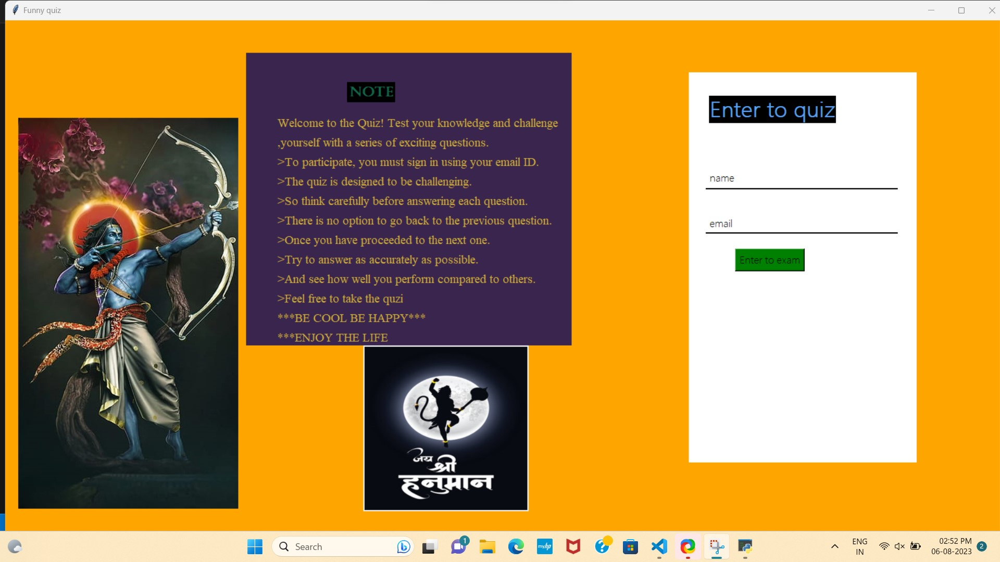 Funny quiz
NOTE
Welcome to the Quiz! Test your knowledge and challenge
,yourself with a series of exciting questions.
>To participate, you must sign in using your email ID.
>The quiz is designed to be challenging.
>So think carefully before answering each question.
>There is no option to go back to the previous question.
>Once you have proceeded to the next one.
>Try to answer as accurately as possible.
>And see how well you perform compared to others.
>Feel free to take the quzi
***BE COOL BE HAPPY***
***ENJOY THE LIFE
जय
श्री
हनुमान
Enter to quiz
name
email
Enter to exam
Search
1
myhp
ENG
IN
02:52 PM
06-08-2023
2